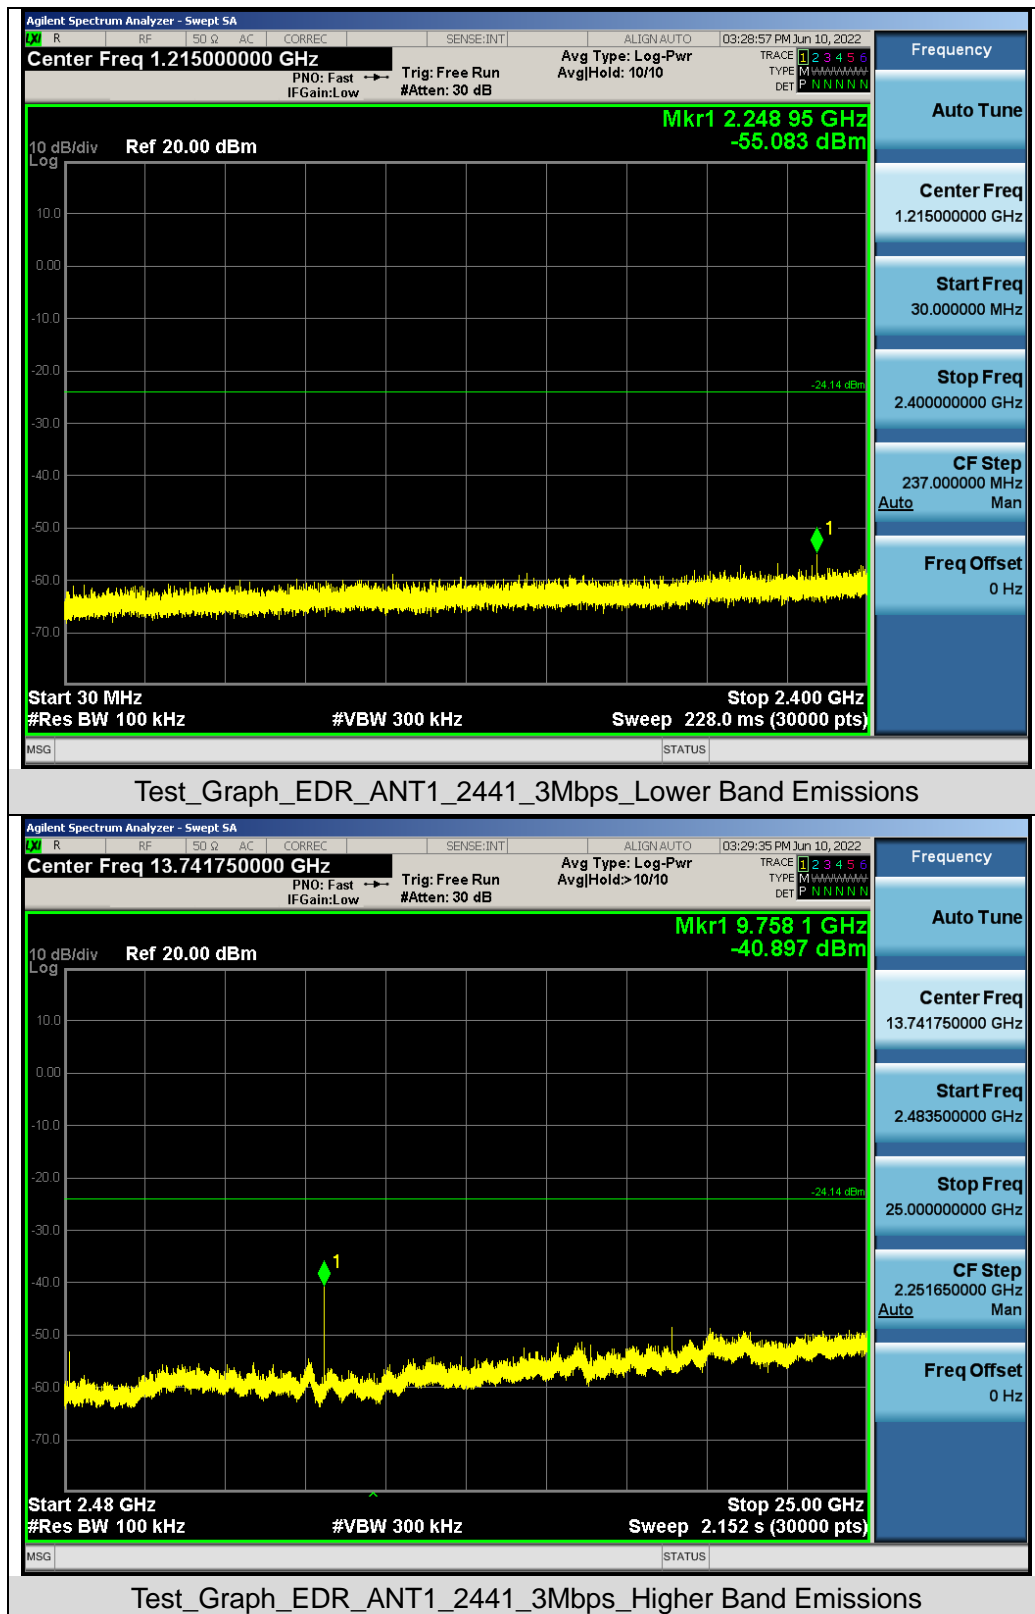 Agilent Spectrum Analyzer - Swept SA
LXI R RF 50 Ω AC CORREC SENSE:INT ALIGN AUTO 03:28:57 PM Jun 10, 2022
Center Freq 1.215000000 GHz
PNO: Fast
IFGain:Low
Trig: Free Run
#Atten: 30 dB
Avg Type: Log-Pwr
Avg|Hold: 10/10
TRACE 1 2 3 4 5 6
TYPE M
DET P N N N N N
Mkr1 2.248 95 GHz
-55.083 dBm
10 dB/div Ref 20.00 dBm
Log
10.0
0.00
-10.0
-20.0
-24.14 dBm
-30.0
-40.0
-50.0
1
-60.0
-70.0
Start 30 MHz Stop 2.400 GHz
#Res BW 100 kHz #VBW 300 kHz Sweep 228.0 ms (30000 pts)
MSG STATUS
Frequency
Auto Tune
Center Freq
1.215000000 GHz
Start Freq
30.000000 MHz
Stop Freq
2.400000000 GHz
CF Step
237.000000 MHz
Auto Man
Freq Offset
0 Hz
Test_Graph_EDR_ANT1_2441_3Mbps_Lower Band Emissions
Agilent Spectrum Analyzer - Swept SA
LXI R RF 50 Ω AC CORREC SENSE:INT ALIGN AUTO 03:29:35 PM Jun 10, 2022
Center Freq 13.741750000 GHz
PNO: Fast
IFGain:Low
Trig: Free Run
#Atten: 30 dB
Avg Type: Log-Pwr
Avg|Hold:>10/10
TRACE 1 2 3 4 5 6
TYPE M
DET P N N N N N
Mkr1 9.758 1 GHz
-40.897 dBm
10 dB/div Ref 20.00 dBm
Log
10.0
0.00
-10.0
-20.0
-24.14 dBm
-30.0
1
-40.0
-50.0
-60.0
-70.0
Start 2.48 GHz Stop 25.00 GHz
#Res BW 100 kHz #VBW 300 kHz Sweep 2.152 s (30000 pts)
MSG STATUS
Frequency
Auto Tune
Center Freq
13.741750000 GHz
Start Freq
2.483500000 GHz
Stop Freq
25.000000000 GHz
CF Step
2.251650000 GHz
Auto Man
Freq Offset
0 Hz
Test_Graph_EDR_ANT1_2441_3Mbps_Higher Band Emissions